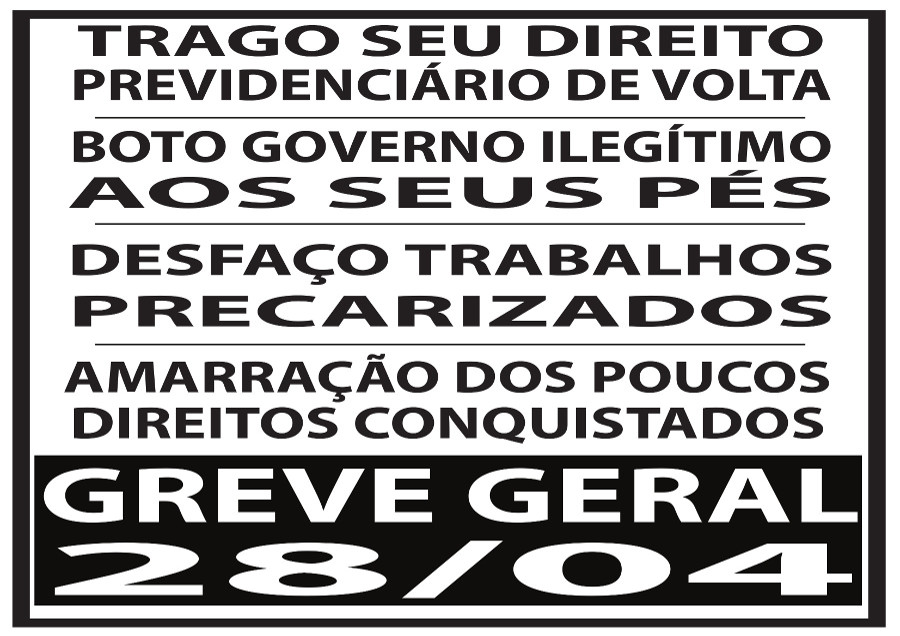 TRAGO SEU DIREITO
PREVIDENCIÁRIO DE VOLTA
BOTO GOVERNO ILEGÍTIMO
AOS SEUS PÉS
DESFAÇO TRABALHOS
PRECARIZADOS
AMARRAÇÃO DOS POUCOS
DIREITOS CONQUISTADOS
GREVE GERAL
28/04